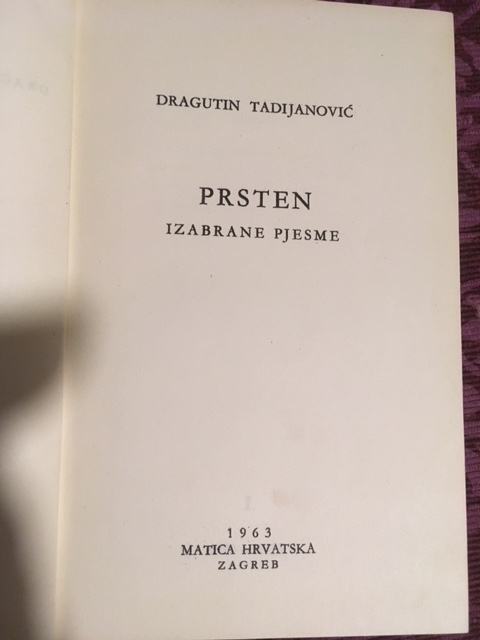 DRAGUTIN TADIJANOVIĆ
PRSTEN
IZABRANE PJESME
1963
MATICA HRVATSKA
ZAGREB